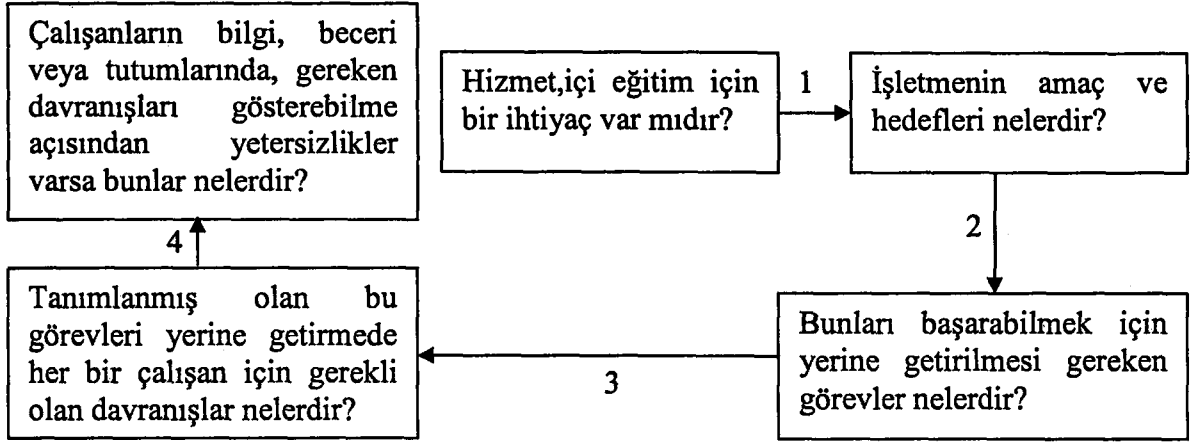 Çalışanların bilgi, beceri
veya tutumlarında, gereken
davranışları gösterebilme
açısından yetersizlikler
varsa bunlar nelerdir?
Hizmet,içi eğitim için
bir ihtiyaç var mıdır?
1
İşletmenin amaç ve
hedefleri nelerdir?
2
Bunları başarabilmek için
yerine getirilmesi gereken
görevler nelerdir?
3
Tanımlanmış olan bu
görevleri yerine getirmede
her bir çalışan için gerekli
olan davranışlar nelerdir?
4